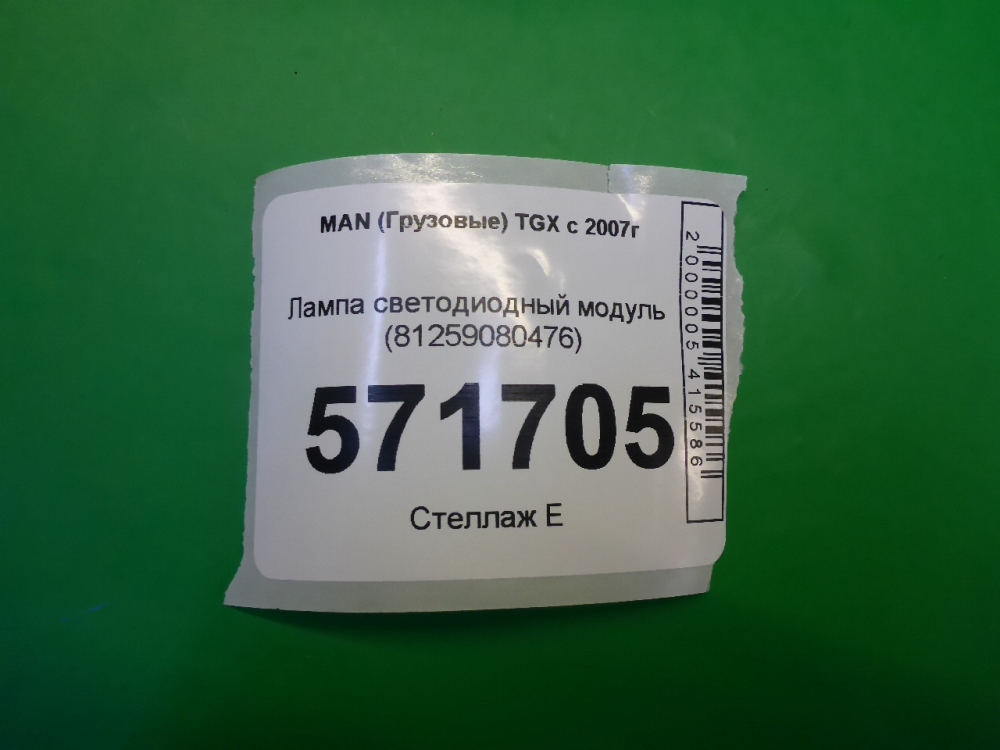 MAN (Грузовые) TGX с 2007г
Лампа светодиодный модуль
(81259080476)
571705
Стеллаж Е
2000005415586